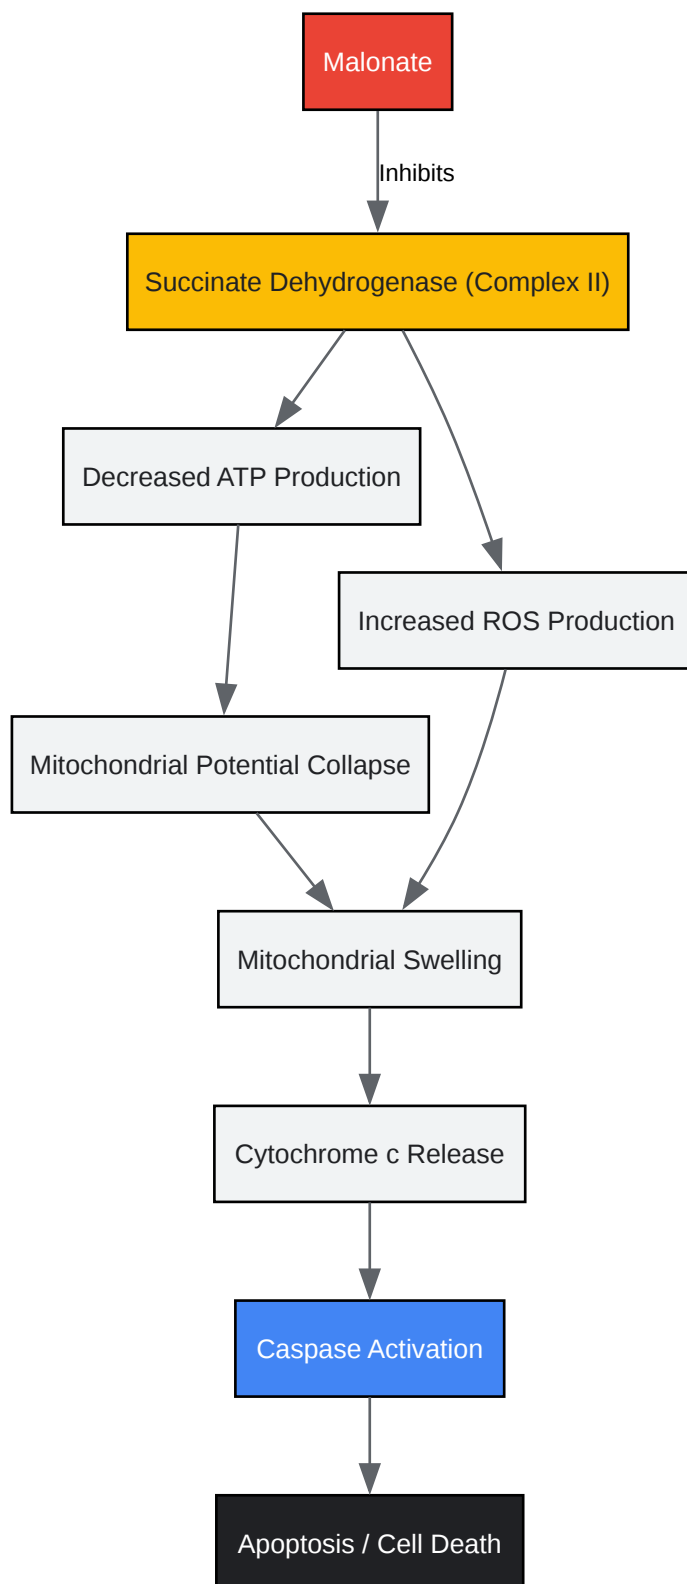 Malonate
Inhibits
Succinate Dehydrogenase (Complex II)
Decreased ATP Production
Increased ROS Production
Mitochondrial Potential Collapse
Mitochondrial Swelling
Cytochrome c Release
Caspase Activation
Apoptosis / Cell Death